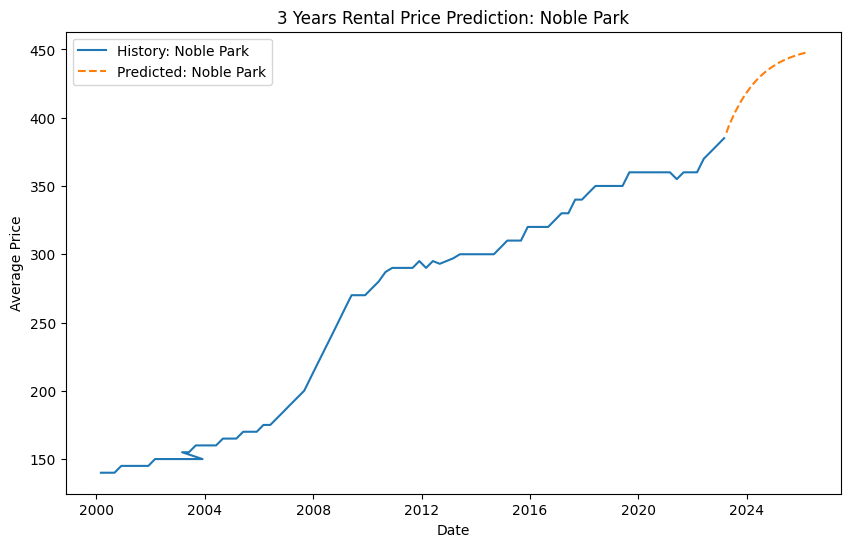 3 Years Rental Price Prediction: Noble Park
History: Noble Park
Predicted: Noble Park
450
400
350
300
250
200
150
Average Price
2000 2004 2008 2012 2016 2020 2024
Date